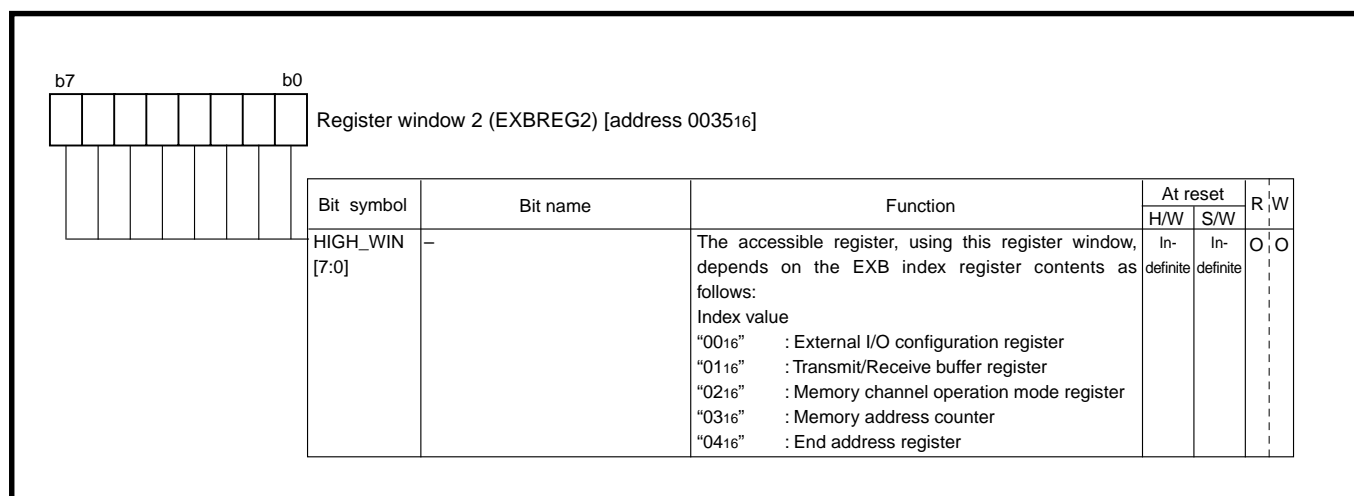 b7 b0
Register window 2 (EXBREG2) [address 003516]
Bit symbol Bit name Function At reset R W
H/W S/W
HIGH_WIN – The accessible register, using this register window, In- In- O O
[7:0] depends on the EXB index register contents as definite definite
follows:
Index value
“0016” : External I/O configuration register
“0116” : Transmit/Receive buffer register
“0216” : Memory channel operation mode register
“0316” : Memory address counter
“0416” : End address register